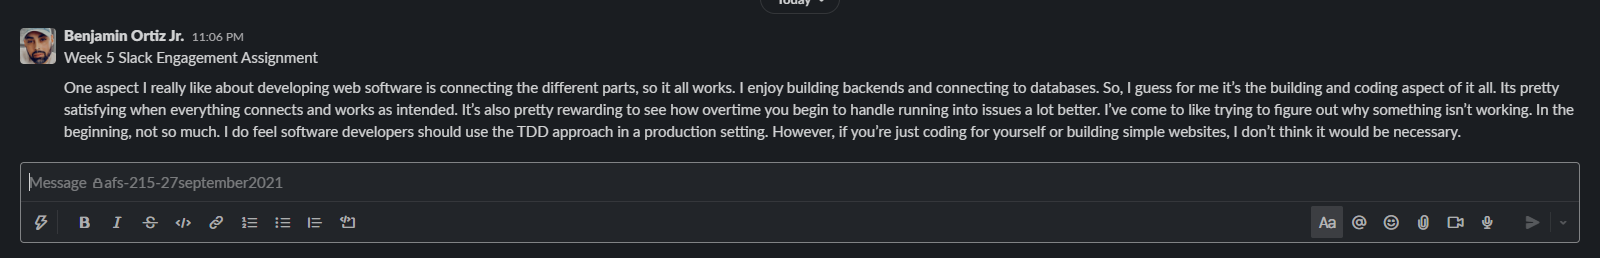 Today
Benjamin Ortiz Jr. 11:06 PM
Week 5 Slack Engagement Assignment
One aspect I really like about developing web software is connecting the different parts, so it all works. I enjoy building backends and connecting to databases. So, I guess for me it’s the building and coding aspect of it all. Its pretty
satisfying when everything connects and works as intended. It’s also pretty rewarding to see how overtime you begin to handle running into issues a lot better. I’ve come to like trying to figure out why something isn’t working. In the
beginning, not so much. I do feel software developers should use the TDD approach in a production setting. However, if you’re just coding for yourself or building simple websites, I don’t think it would be necessary.
Message afs-215-27september2021
B I S </> Aa @